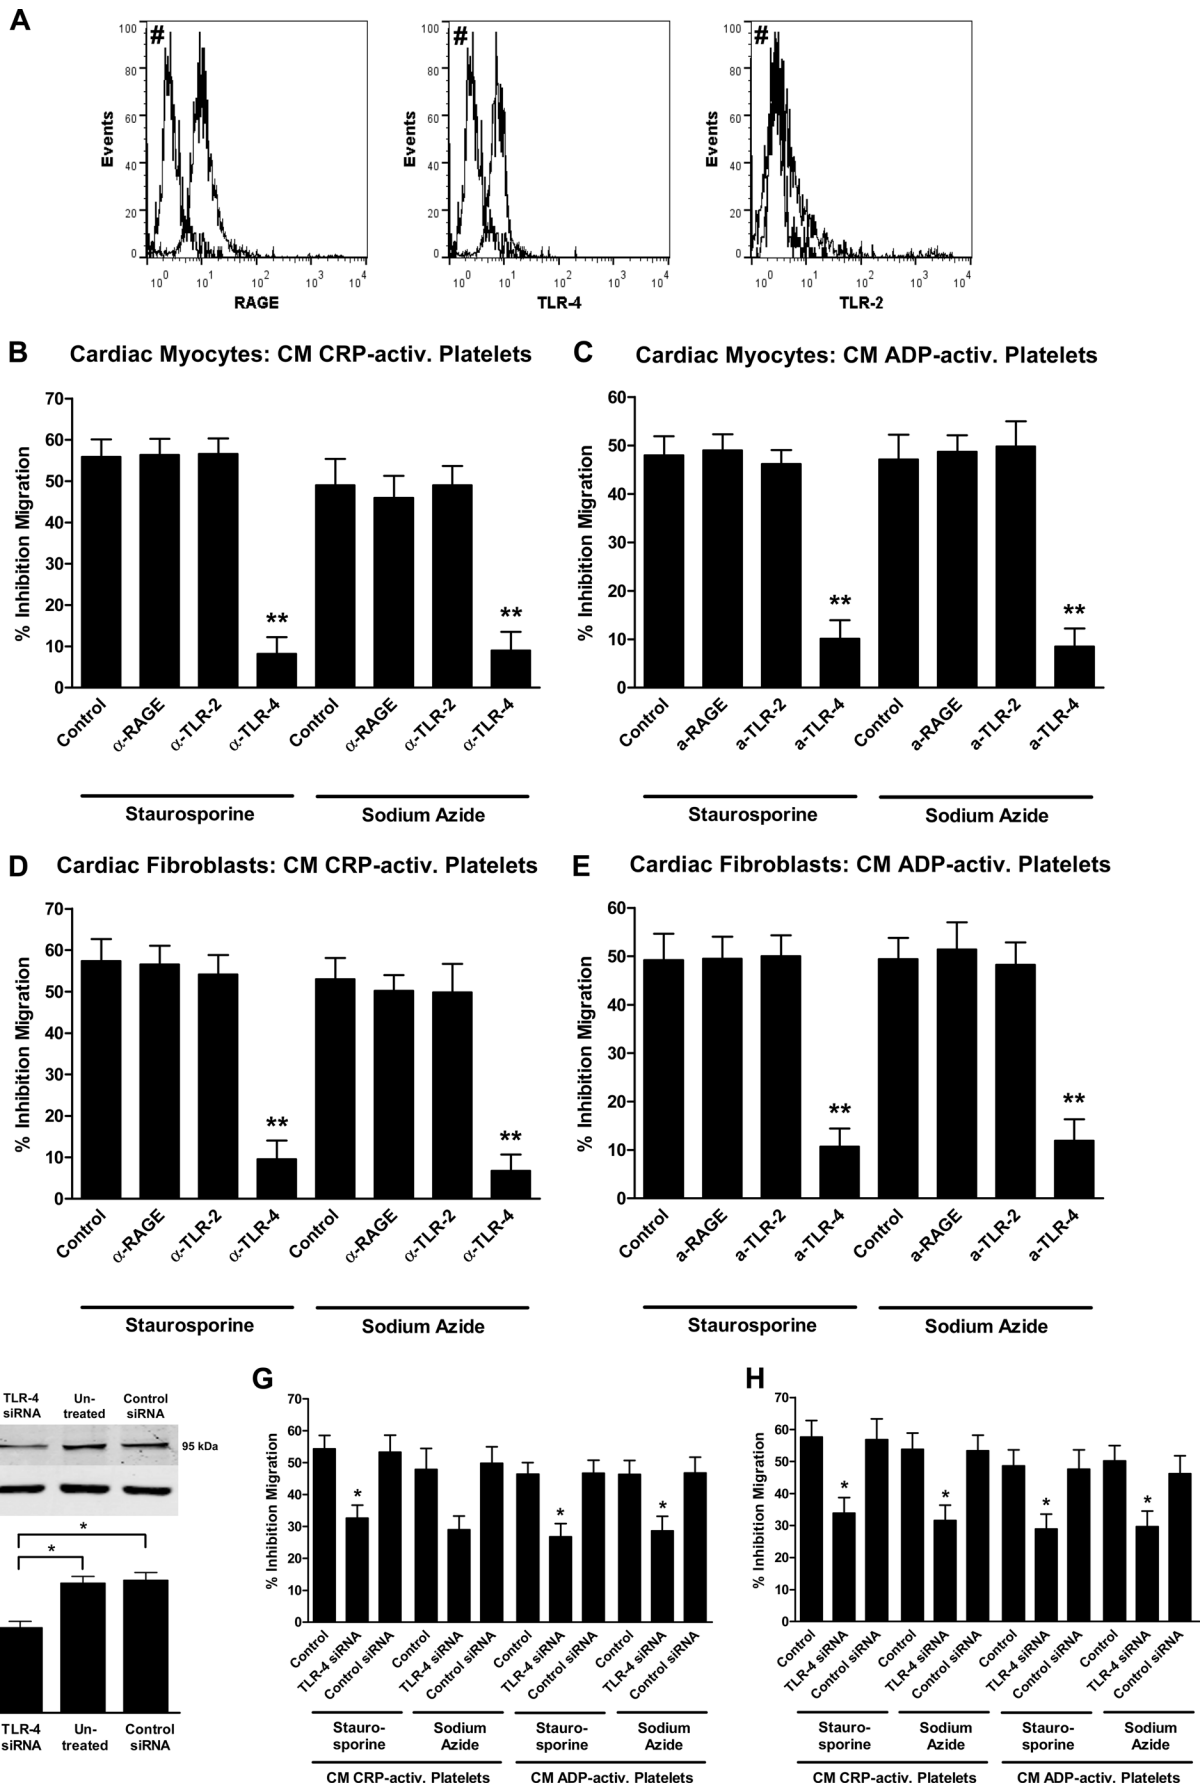 A
#
#
#
100
80
60
40
20
0
100
80
60
40
20
0
100
80
60
40
20
0
Events
Events
Events
10^0 10^1 10^2 10^3 10^4
10^0 10^1 10^2 10^3 10^4
10^0 10^1 10^2 10^3 10^4
RAGE
TLR-4
TLR-2
B Cardiac Myocytes: CM CRP-activ. Platelets
% Inhibition Migration
70
60
50
40
30
20
10
0
** **
Control α-RAGE α-TLR-2 α-TLR-4 Control α-RAGE α-TLR-2 α-TLR-4
Staurosporine Sodium Azide
C Cardiac Myocytes: CM ADP-activ. Platelets
% Inhibition Migration
60
50
40
30
20
10
0
** **
Control a-RAGE a-TLR-2 a-TLR-4 Control a-RAGE a-TLR-2 a-TLR-4
Staurosporine Sodium Azide
D Cardiac Fibroblasts: CM CRP-activ. Platelets
% Inhibition Migration
70
60
50
40
30
20
10
0
** **
Control α-RAGE α-TLR-2 α-TLR-4 Control α-RAGE α-TLR-2 α-TLR-4
Staurosporine Sodium Azide
E Cardiac Fibroblasts: CM ADP-activ. Platelets
% Inhibition Migration
60
50
40
30
20
10
0
** **
Control a-RAGE a-TLR-2 a-TLR-4 Control a-RAGE a-TLR-2 a-TLR-4
Staurosporine Sodium Azide
TLR-4 Un- Control
siRNA treated siRNA
95 kDa
*
*
TLR-4 Un- Control
siRNA treated siRNA
G
% Inhibition Migration
70
60
50
40
30
20
10
0
* * *
Control TLR-4 siRNA Control siRNA Control TLR-4 siRNA Control siRNA Control TLR-4 siRNA Control siRNA Control TLR-4 siRNA Control siRNA
Stauro- Sodium Stauro- Sodium
sporine Azide sporine Azide
CM CRP-activ. Platelets CM ADP-activ. Platelets
H
% Inhibition Migration
70
60
50
40
30
20
10
0
* * * *
Control TLR-4 siRNA Control siRNA Control TLR-4 siRNA Control siRNA Control TLR-4 siRNA Control siRNA Control TLR-4 siRNA Control siRNA
Stauro- Sodium Stauro- Sodium
sporine Azide sporine Azide
CM CRP-activ. Platelets CM ADP-activ. Platelets